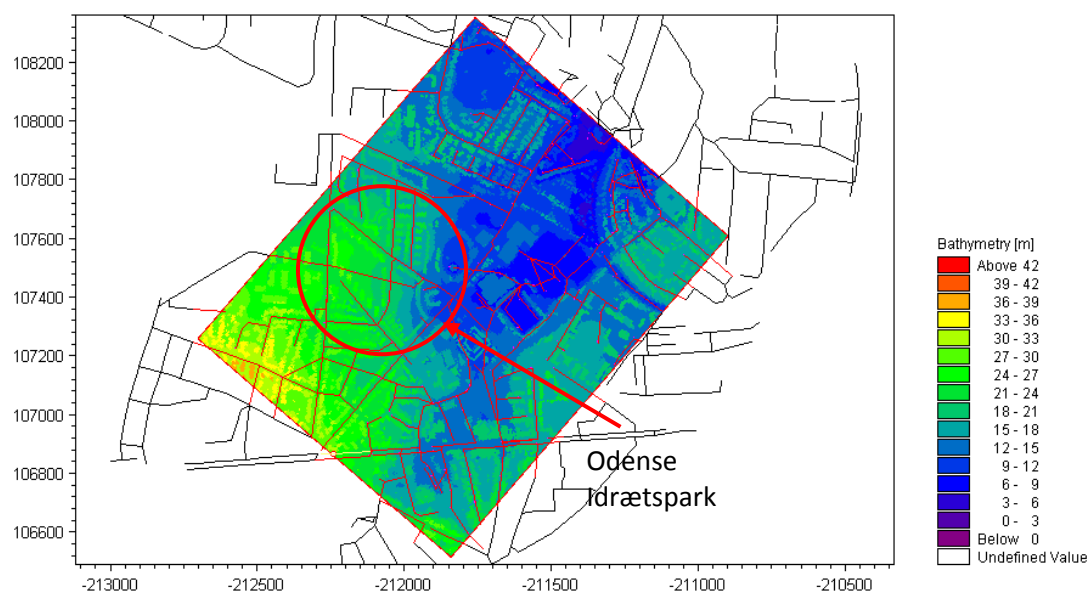 108200
108000
107800
107600
107400
107200
107000
106800
106600
-213000 -212500 -212000 -211500 -211000 -210500
Odense
Idrætspark
Bathymetry [m]
Above 42
39 - 42
36 - 39
33 - 36
30 - 33
27 - 30
24 - 27
21 - 24
18 - 21
15 - 18
12 - 15
9 - 12
6 - 9
3 - 6
0 - 3
Below 0
Undefined Value